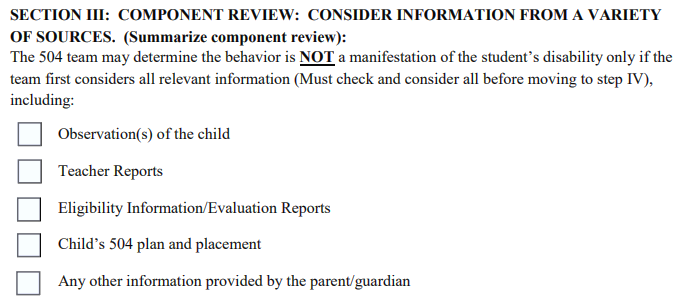 SECTION III:  COMPONENT REVIEW:  CONSIDER INFORMATION FROM A VARIETY
OF SOURCES.  (Summarize component review):
The 504 team may determine the behavior is NOT a manifestation of the student’s disability only if the
team first considers all relevant information (Must check and consider all before moving to step IV),
including:
Observation(s) of the child
Teacher Reports
Eligibility Information/Evaluation Reports
Child’s 504 plan and placement
Any other information provided by the parent/guardian